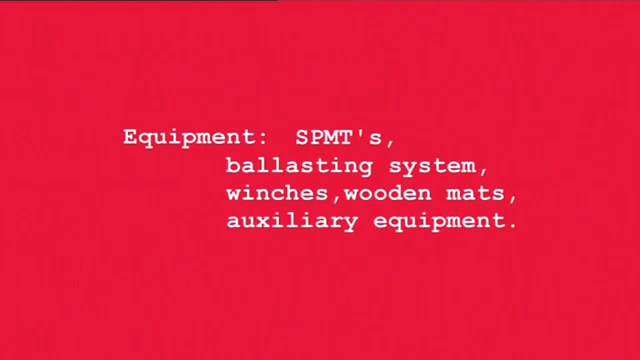 Equipment: SPMT's,
ballasting system,
winches,wooden mats,
auxiliary equipment.